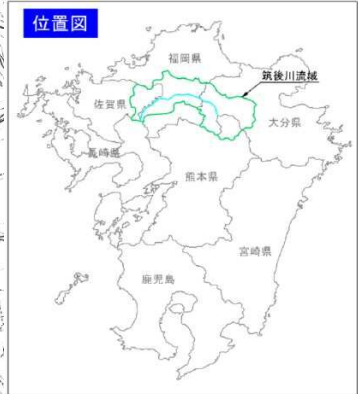 位置図
福岡県
筑後川流域
佐賀県
大分県
長崎県
熊本県
宮崎県
鹿児島